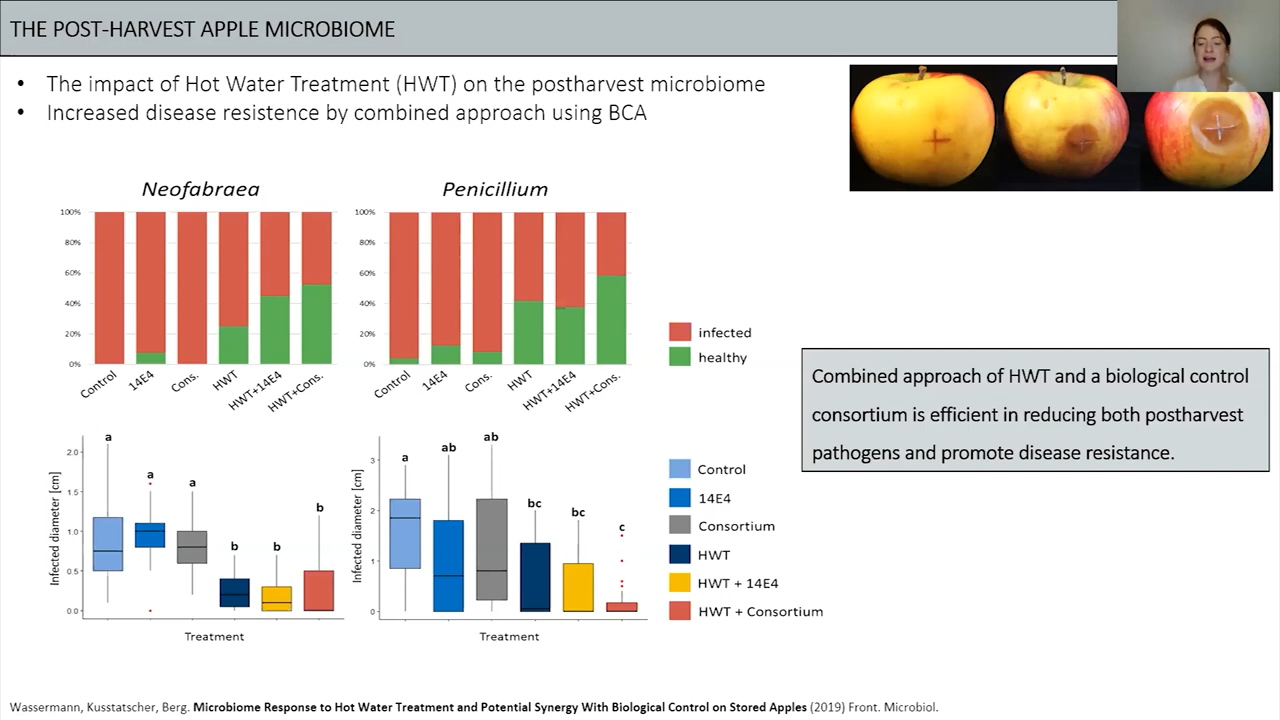 THE POST-HARVEST APPLE MICROBIOME
• The impact of Hot Water Treatment (HWT) on the postharvest microbiome
• Increased disease resistence by combined approach using BCA
Neofabraea
100%
80%
60%
40%
20%
0%
Control
14E4
Cons.
HWT
HWT+14E4
HWT+Cons.
Penicillium
100%
80%
60%
40%
20%
0%
Control
14E4
Cons.
HWT
HWT+14E4
HWT+Cons.
infected
healthy
Combined approach of HWT and a biological control
consortium is efficient in reducing both postharvest
pathogens and promote disease resistance.
Infected diameter [cm]
2.0
1.5
1.0
0.5
0.0
a
a
a
b
b
b
Treatment
Infected diameter [cm]
3
2
1
0
a
ab
ab
bc
bc
c
Treatment
Control
14E4
Consortium
HWT
HWT + 14E4
HWT + Consortium
Wassermann, Kusstatscher, Berg. Microbiome Response to Hot Water Treatment and Potential Synergy With Biological Control on Stored Apples (2019) Front. Microbiol.